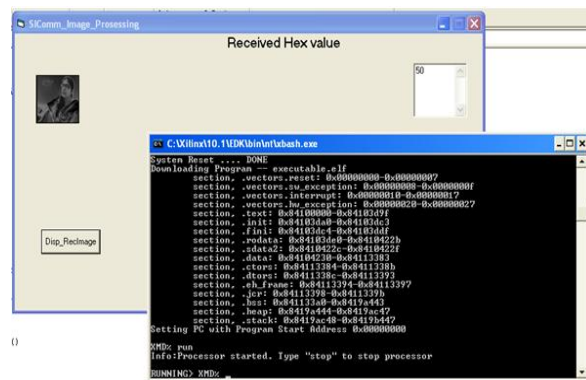 SIComm_Image_Prosessing
Received Hex value
50
Disp_RecImage
()
C:\Xilinx\10.1\EDK\bin\nt\xbash.exe
System Reset .... DONE
Downloading Program -- executable.elf
section, .vectors.reset: 0x00000000-0x00000007
section, .vectors.sw_exception: 0x00000008-0x0000000f
section, .vectors.interrupt: 0x00000010-0x00000017
section, .vectors.hw_exception: 0x00000020-0x00000027
section, .text: 0x84100000-0x84103d9f
section, .init: 0x84103da0-0x84103dc3
section, .fini: 0x84103dc4-0x84103ddf
section, .rodata: 0x84103de0-0x8410422b
section, .sdata2: 0x8410422c-0x8410422f
section, .data: 0x84104230-0x84113383
section, .ctors: 0x84113384-0x8411338b
section, .dtors: 0x8411338c-0x84113393
section, .eh_frame: 0x84113394-0x84113397
section, .jcr: 0x84113398-0x8411339b
section, .bss: 0x841133a0-0x8419a443
section, .heap: 0x8419a444-0x8419ac47
section, .stack: 0x8419ac48-0x8419b447
Setting PC with Program Start Address 0x00000000
XMD% run
Info:Processor started. Type "stop" to stop processor
RUNNING> XMD% _